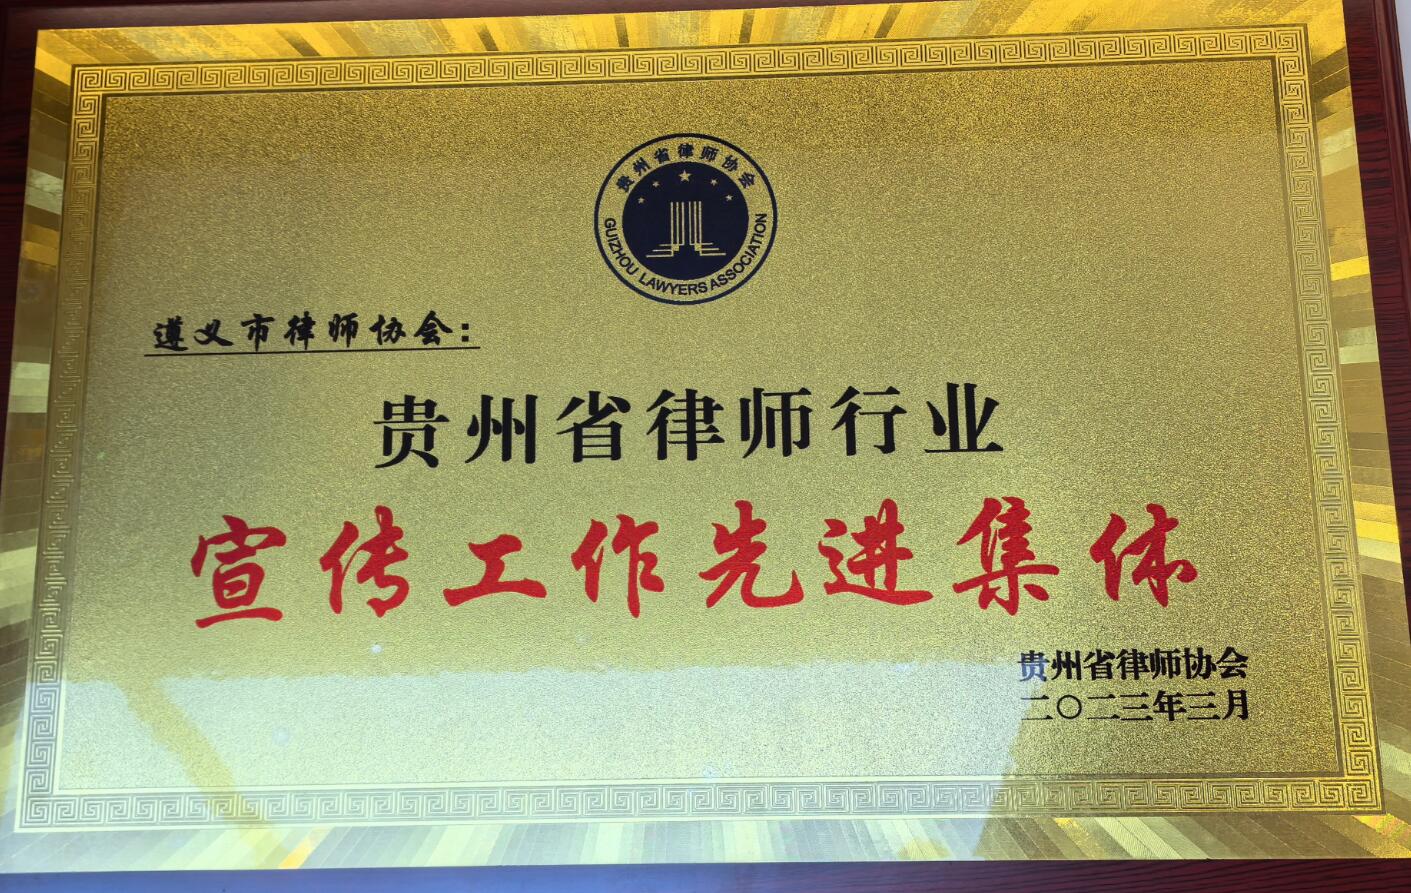 贵州省律师协会
GUIZHOU LAWYERS ASSOCIATION
遵义市律师协会：
贵州省律师行业
宣传工作先进集体
贵州省律师协会
二〇二三年三月